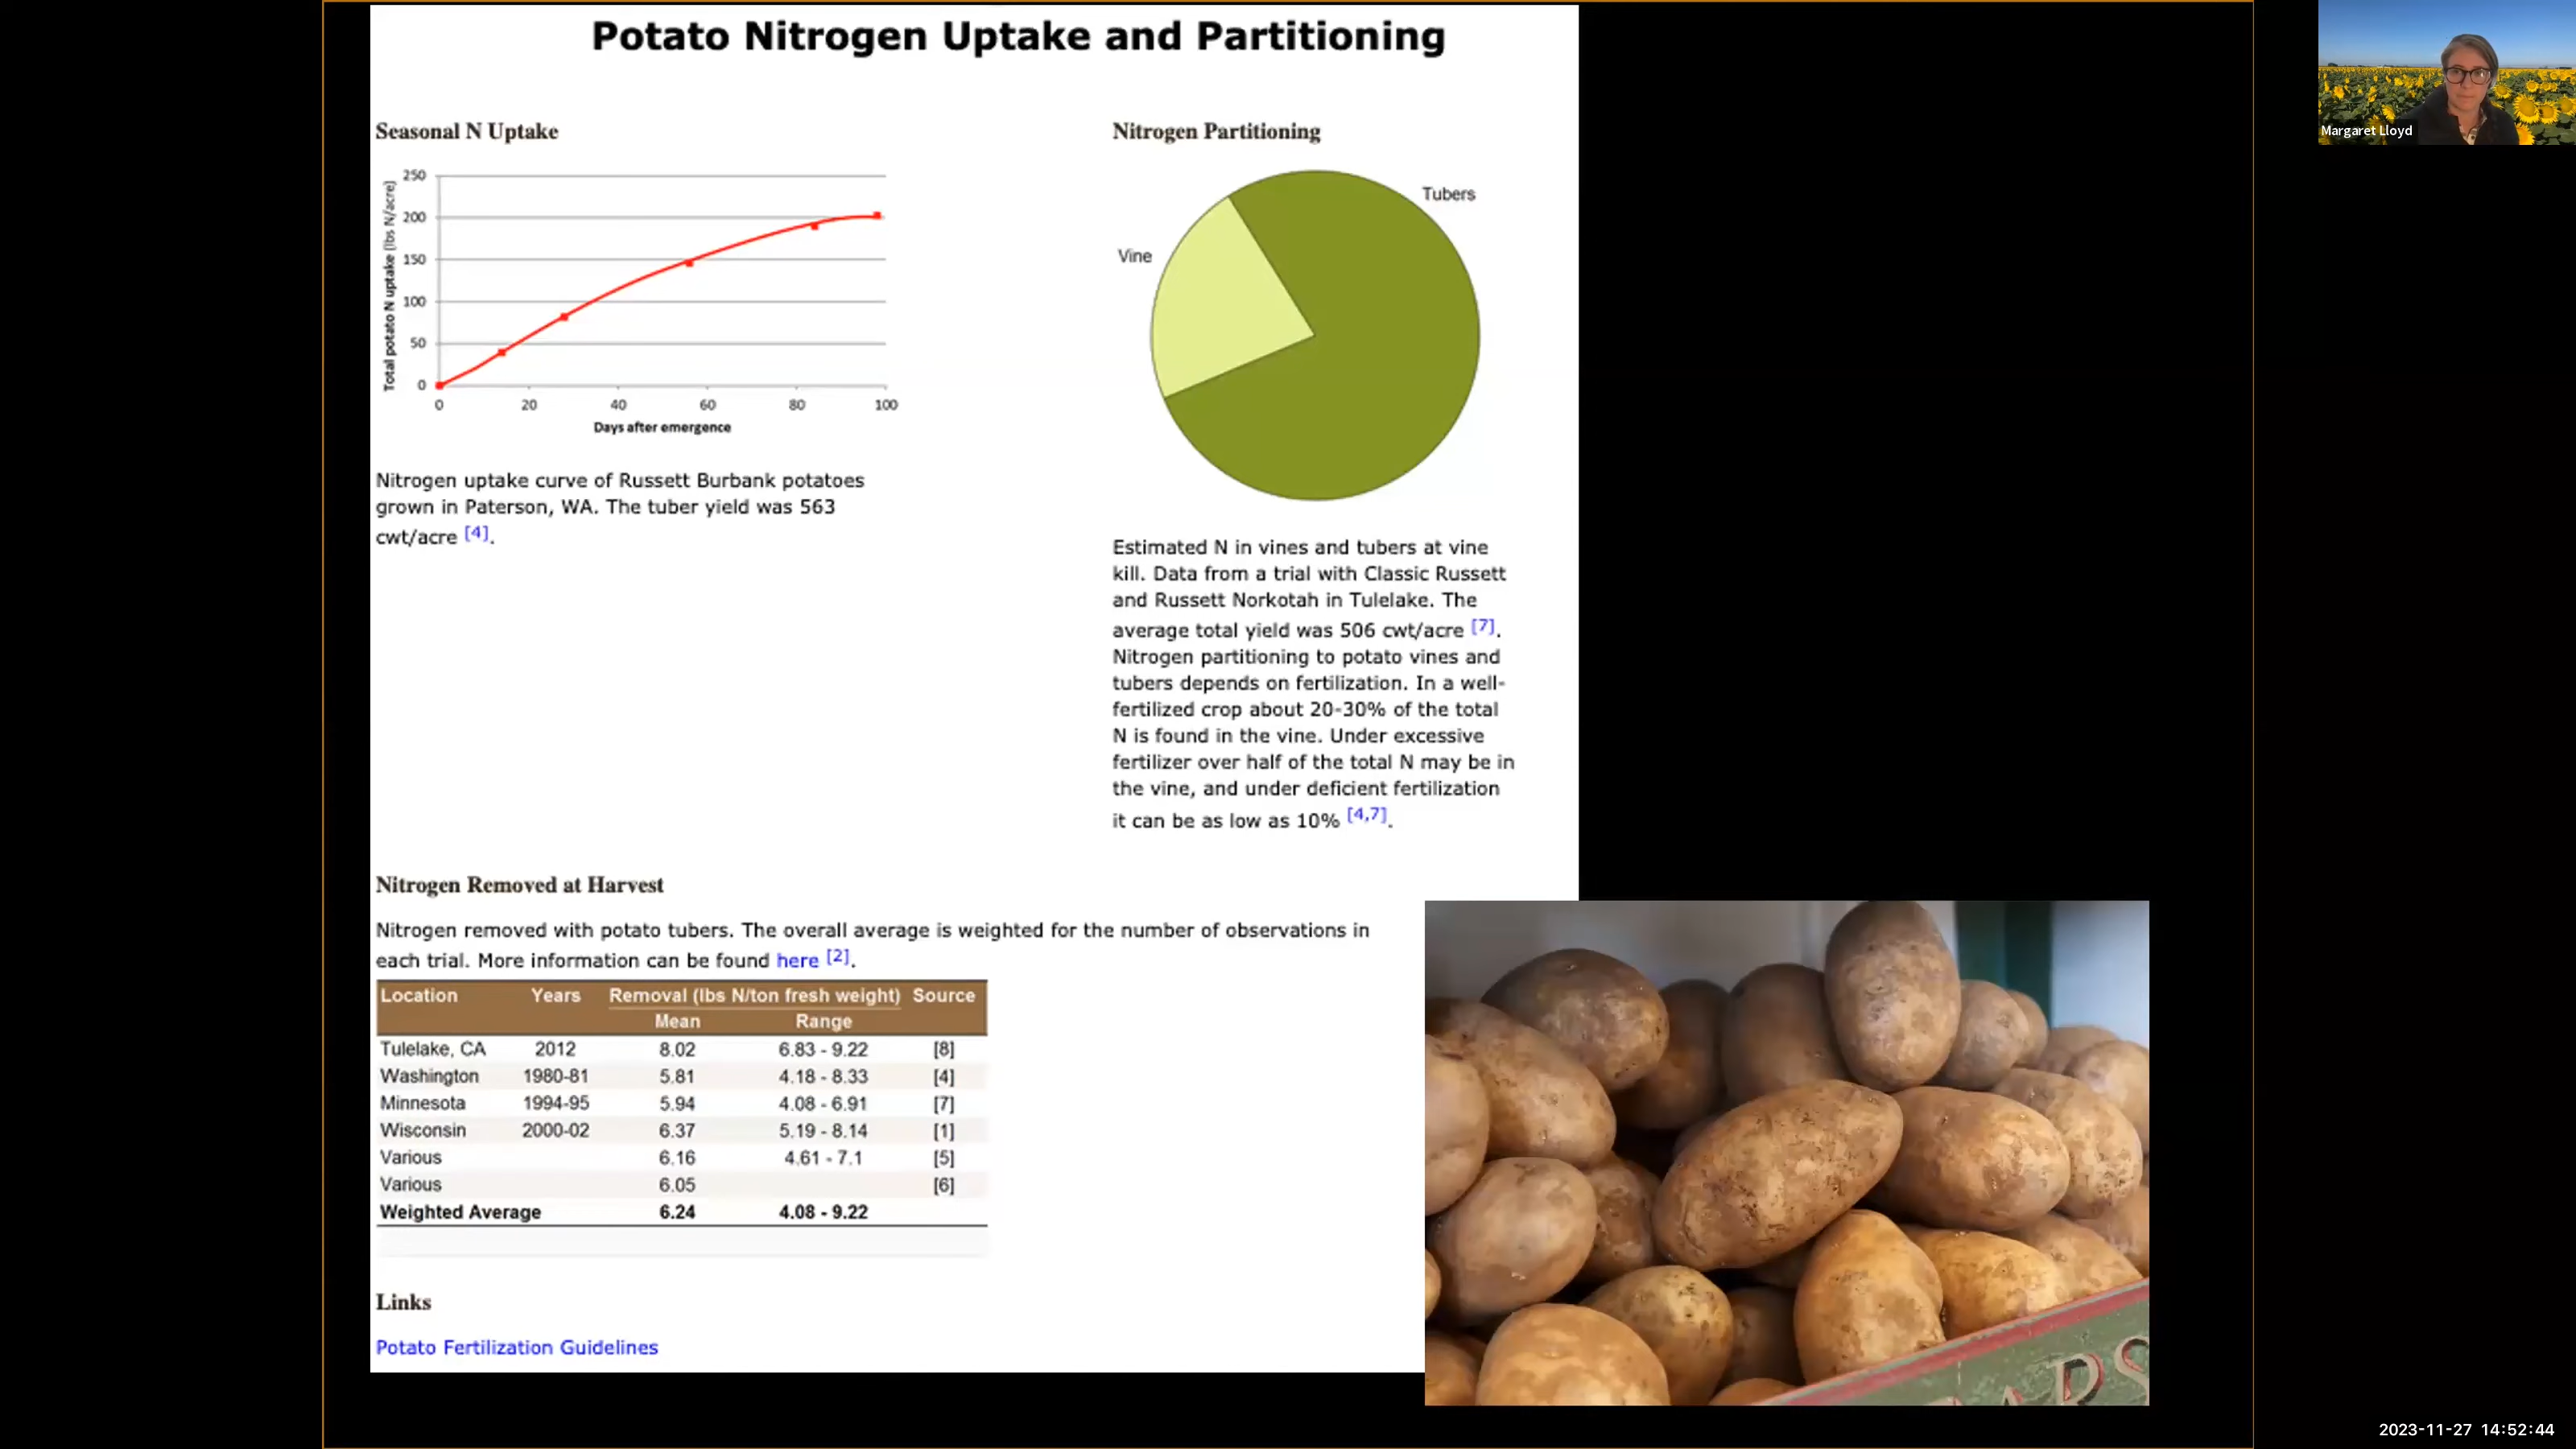 Potato Nitrogen Uptake and Partitioning
Margaret Lloyd
Seasonal N Uptake
Total potato N uptake (lbs N/acre)
250
200
150
100
50
0
0 20 40 60 80 100
Days after emergence
Nitrogen uptake curve of Russett Burbank potatoes
grown in Paterson, WA. The tuber yield was 563
cwt/acre [4].
Nitrogen Partitioning
Tubers
Vine
Estimated N in vines and tubers at vine
kill. Data from a trial with Classic Russett
and Russett Norkotah in Tulelake. The
average total yield was 506 cwt/acre [7].
Nitrogen partitioning to potato vines and
tubers depends on fertilization. In a well-
fertilized crop about 20-30% of the total
N is found in the vine. Under excessive
fertilizer over half of the total N may be in
the vine, and under deficient fertilization
it can be as low as 10% [4,7].
Nitrogen Removed at Harvest
Nitrogen removed with potato tubers. The overall average is weighted for the number of observations in
each trial. More information can be found here [2].
Location Years Removal (lbs N/ton fresh weight) Source
Mean Range
Tulelake, CA 2012 8.02 6.83 - 9.22 [8]
Washington 1980-81 5.81 4.18 - 8.33 [4]
Minnesota 1994-95 5.94 4.08 - 6.91 [7]
Wisconsin 2000-02 6.37 5.19 - 8.14 [1]
Various 6.16 4.61 - 7.1 [5]
Various 6.05 [6]
Weighted Average 6.24 4.08 - 9.22
Links
Potato Fertilization Guidelines
2023-11-27 14:52:44